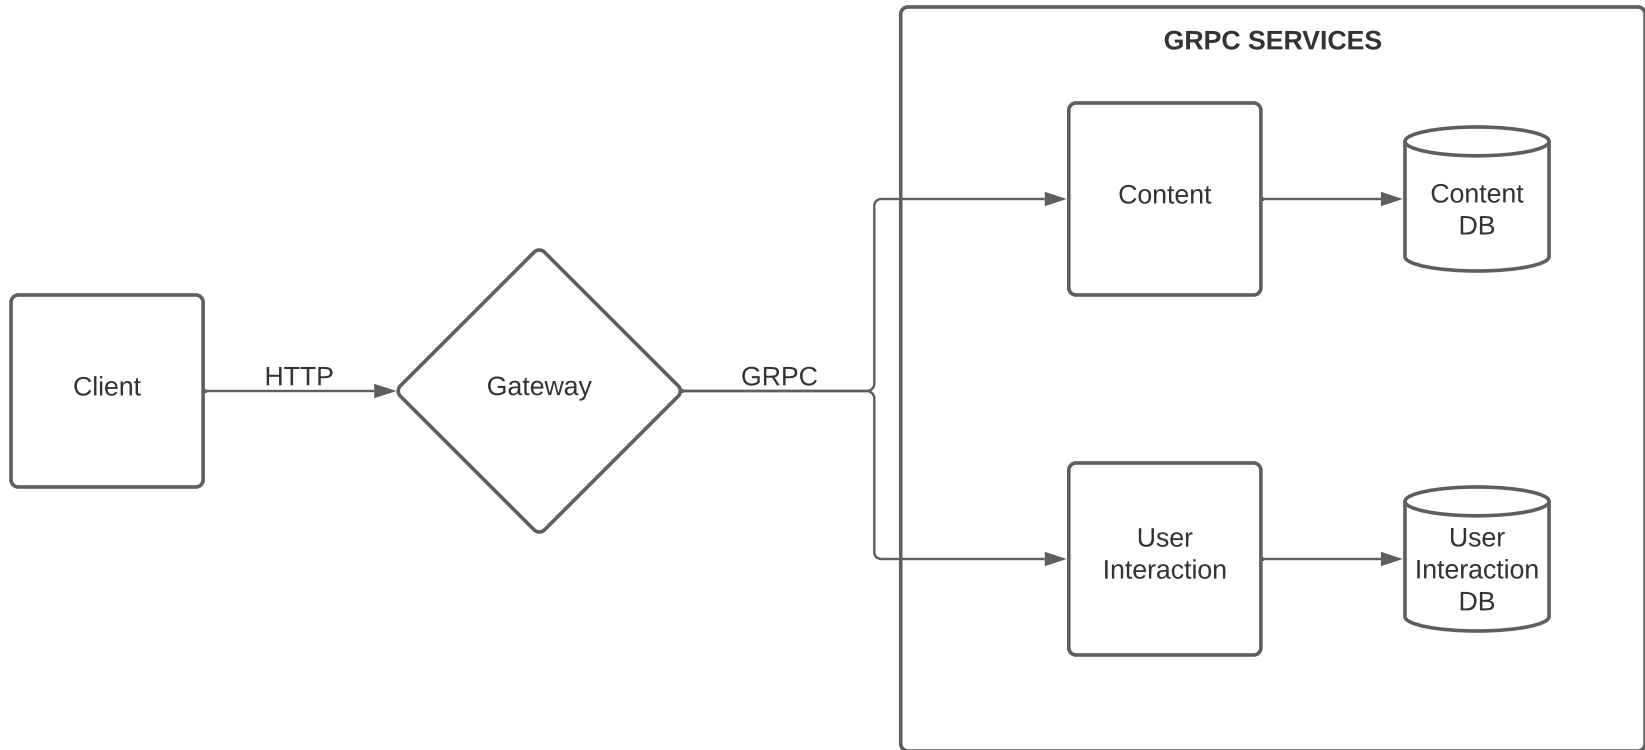 GRPC SERVICES
Content
Content
DB
Client
HTTP
Gateway
GRPC
User
Interaction
User
Interaction
DB